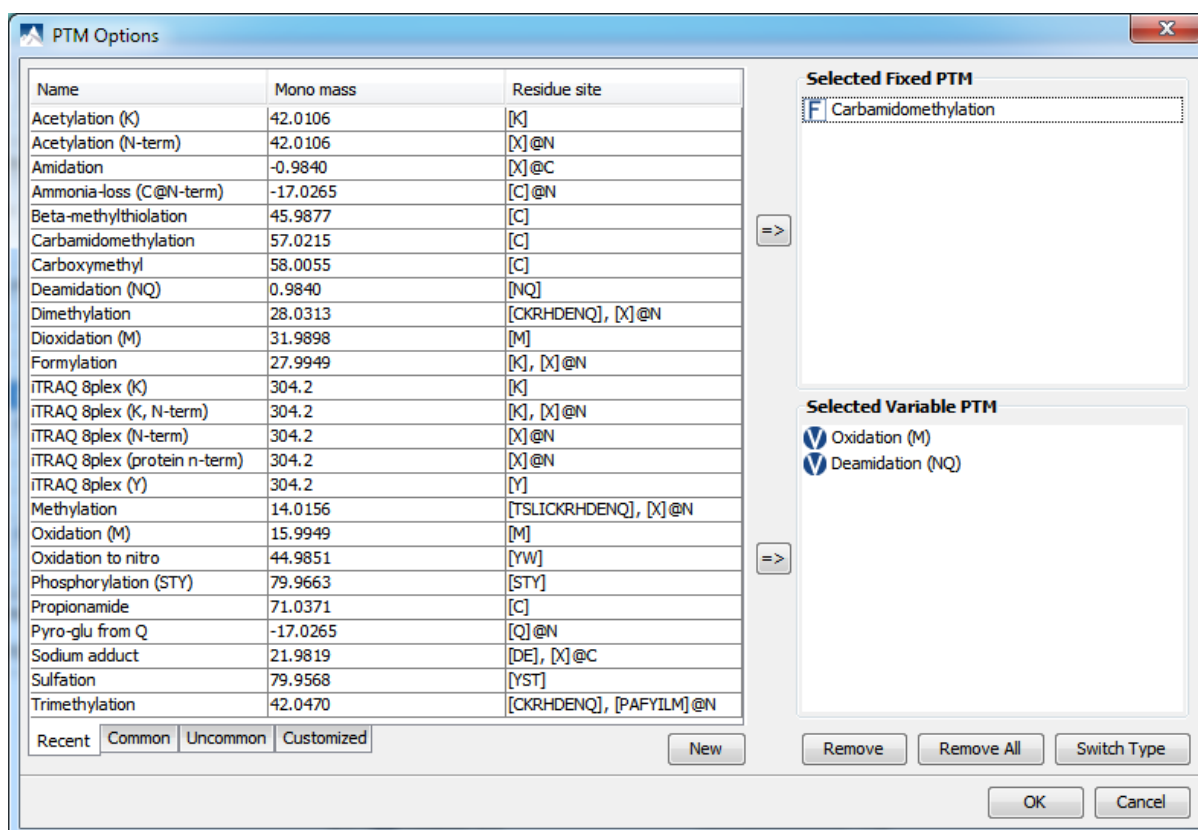 PTM Options
Name Mono mass Residue site
Acetylation (K) 42.0106 [K]
Acetylation (N-term) 42.0106 [X]@N
Amidation -0.9840 [X]@C
Ammonia-loss (C@N-term) -17.0265 [C]@N
Beta-methylthiolation 45.9877 [C]
Carbamidomethylation 57.0215 [C]
Carboxymethyl 58.0055 [C]
Deamidation (NQ) 0.9840 [NQ]
Dimethylation 28.0313 [CKRHDENQ], [X]@N
Dioxidation (M) 31.9898 [M]
Formylation 27.9949 [K], [X]@N
iTRAQ 8plex (K) 304.2 [K]
iTRAQ 8plex (K, N-term) 304.2 [K], [X]@N
iTRAQ 8plex (N-term) 304.2 [X]@N
iTRAQ 8plex (protein n-term) 304.2 [X]@N
iTRAQ 8plex (Y) 304.2 [Y]
Methylation 14.0156 [TSLICKRHDENQ], [X]@N
Oxidation (M) 15.9949 [M]
Oxidation to nitro 44.9851 [YW]
Phosphorylation (STY) 79.9663 [STY]
Propionamide 71.0371 [C]
Pyro-glu from Q -17.0265 [Q]@N
Sodium adduct 21.9819 [DE], [X]@C
Sulfation 79.9568 [YST]
Trimethylation 42.0470 [CKRHDENQ], [PAFYILM]@N
Recent Common Uncommon Customized
New
=>
=>
Selected Fixed PTM
F Carbamidomethylation
Selected Variable PTM
V Oxidation (M)
V Deamidation (NQ)
Remove Remove All Switch Type
OK Cancel